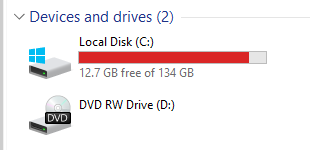 Devices and drives (2)
Local Disk (C:)
12.7 GB free of 134 GB
DVD RW Drive (D:)
DVD